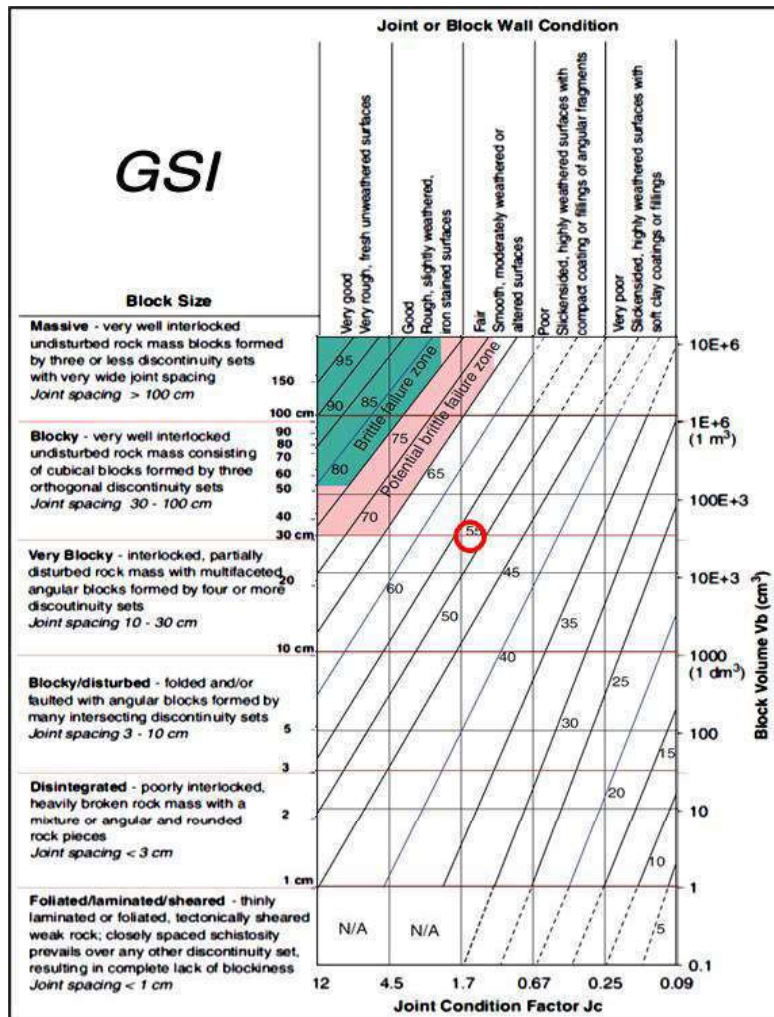 Joint or Block Wall Condition
GSI
Very good
Very rough, fresh unweathered surfaces
Good
Rough, slightly weathered,
iron stained surfaces
Fair
Smooth, moderately weathered or
altered surfaces
Poor
Slickensided, highly weathered surfaces with
compact coating or fillings of angular fragments
Very poor
Slickensided, highly weathered surfaces with
soft clay coatings or fillings
Block Size
Massive - very well interlocked
undisturbed rock mass blocks formed
by three or less discontinuity sets
with very wide joint spacing
Joint spacing > 100 cm
Blocky - very well interlocked
undisturbed rock mass consisting
of cubical blocks formed by three
orthogonal discontinuity sets
Joint spacing 30 - 100 cm
Very Blocky - interlocked, partially
disturbed rock mass with multifaceted
angular blocks formed by four or more
discoutinuity sets
Joint spacing 10 - 30 cm
Blocky/disturbed - folded and/or
faulted with angular blocks formed by
many intersecting discontinuity sets
Joint spacing 3 - 10 cm
Disintegrated - poorly interlocked,
heavily broken rock mass with a
mixture or angular and rounded
rock pieces
Joint spacing < 3 cm
Foliated/laminated/sheared - thinly
laminated or foliated, tectonically sheared
weak rock; closely spaced schistosity
prevails over any other discontinuity set,
resulting in complete lack of blockiness
Joint spacing < 1 cm
150
100 cm
90
80
70
60
50
40
30 cm
20
10 cm
5
3
2
1 cm
95
90
85
80
Brittle failure zone
75
Potential brittle failure zone
70
65
60
55
50
45
40
35
30
25
20
15
10
5
N/A
N/A
10E+6
1E+6
(1 m³)
100E+3
10E+3
1000
(1 dm³)
100
10
1
0.1
Block Volume Vb (cm³)
12 4.5 1.7 0.67 0.25 0.09
Joint Condition Factor Jc